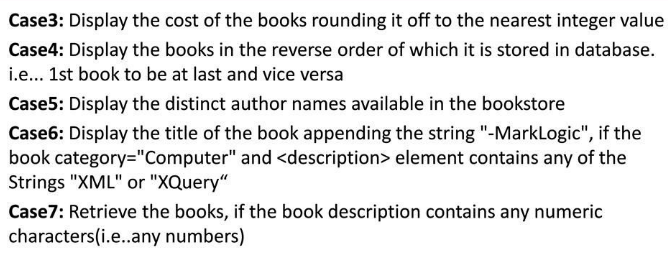 Case3: Display the cost of the books rounding it off to the nearest integer value
Case4: Display the books in the reverse order of which it is stored in database.
i.e... 1st book to be at last and vice versa
Case5: Display the distinct author names available in the bookstore
Case6: Display the title of the book appending the string "-MarkLogic", if the
book category="Computer" and <description> element contains any of the
Strings "XML" or "XQuery“
Case7: Retrieve the books, if the book description contains any numeric
characters(i.e..any numbers)